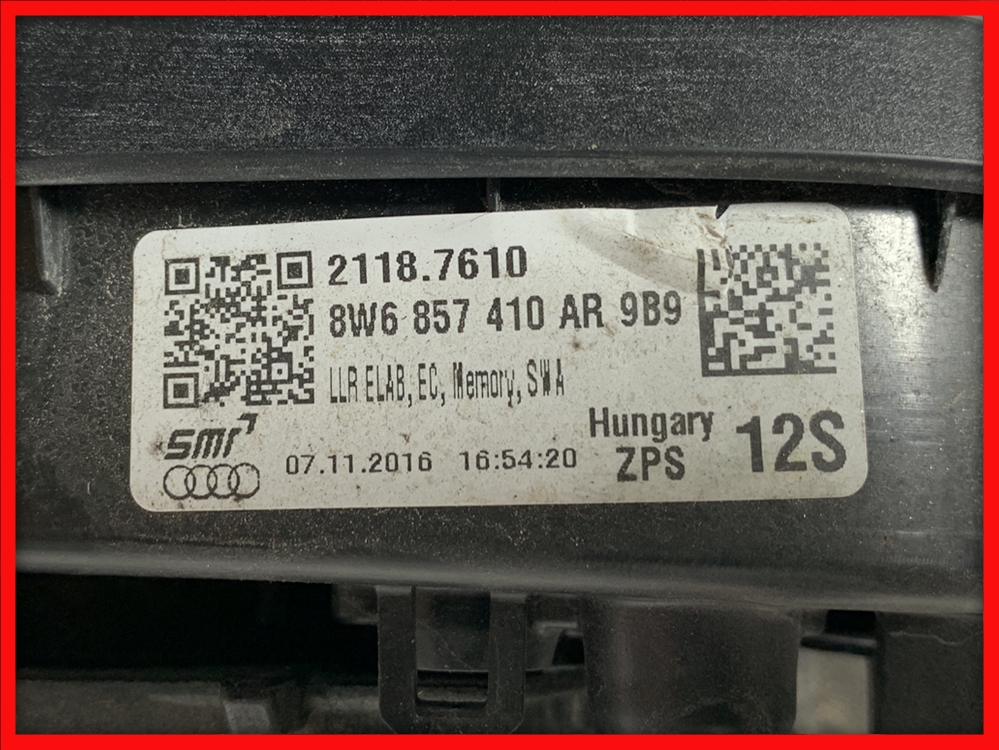 2118.7610
8W6 857 410 AR 9B9
LLR ELAB, EC, Memory, SWA
smr
07.11.2016 16:54:20
Hungary
ZPS
12S